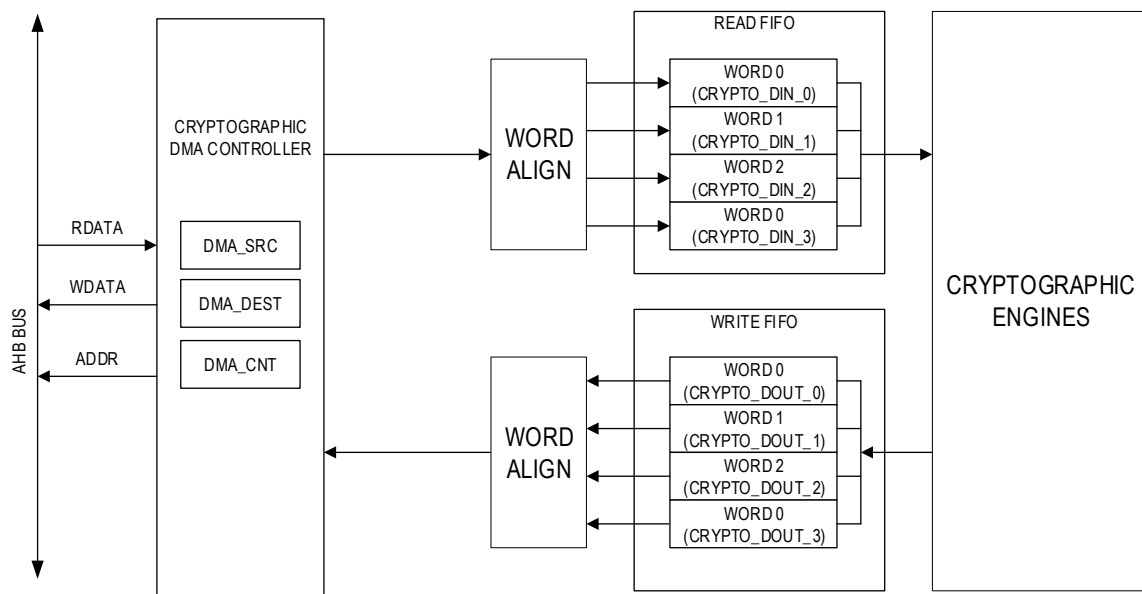 AHB BUS
RDATA
WDATA
ADDR
CRYPTOGRAPHIC
DMA CONTROLLER
DMA_SRC
DMA_DEST
DMA_CNT
WORD
ALIGN
READ FIFO
WORD 0
(CRYPTO_DIN_0)
WORD 1
(CRYPTO_DIN_1)
WORD 2
(CRYPTO_DIN_2)
WORD 0
(CRYPTO_DIN_3)
WORD
ALIGN
WRITE FIFO
WORD 0
(CRYPTO_DOUT_0)
WORD 1
(CRYPTO_DOUT_1)
WORD 2
(CRYPTO_DOUT_2)
WORD 0
(CRYPTO_DOUT_3)
CRYPTOGRAPHIC
ENGINES